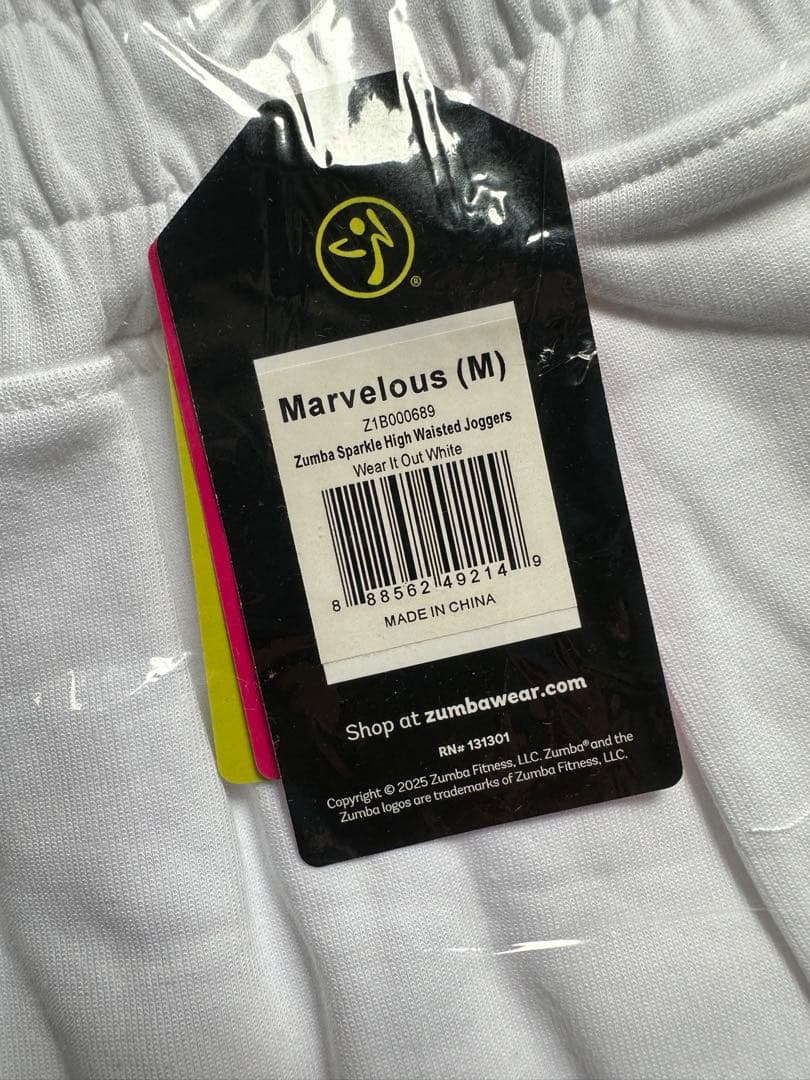 ®
Marvelous (M)
Z1B000689
Zumba Sparkle High Waisted Joggers
Wear It Out White
8 88562 49214 9
MADE IN CHINA
Shop at zumbawear.com
RN# 131301
Copyright © 2025 Zumba Fitness, LLC. Zumba® and the
Zumba logos are trademarks of Zumba Fitness, LLC.